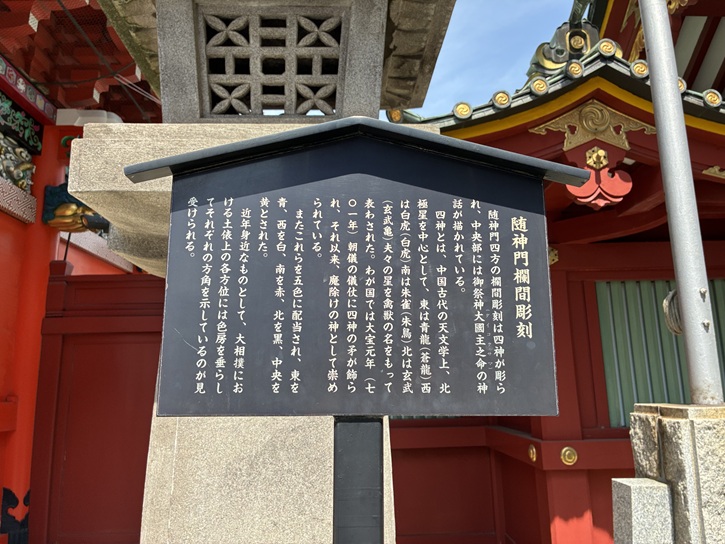 随神門欄間彫刻
随神門四方の欄間彫刻は四神が彫ら
れ、中央部には御祭神大國主之命の神
話が描かれている。
四神とは、中国古代の天文学上、北
極星を中心として、東は青龍(蒼龍)西
は白虎(白虎)南は朱雀(朱鳥)北は玄武
(玄武亀)夫々の星を禽獣の名をもって
表わされた。わが国では大宝元年(七
〇一年)朝儀の儀仗に四神の矛が飾ら
れ、それ以来、魔除けの神として崇め
られている。
またこれらを五色に配当され、東を
青、西を白、南を赤、北を黒、中央を
黄とされた。
近年身近なものとして、大相撲にお
ける土俵上の各方位には色房を垂らし
てそれぞれの方角を示しているのが見
受けられる。